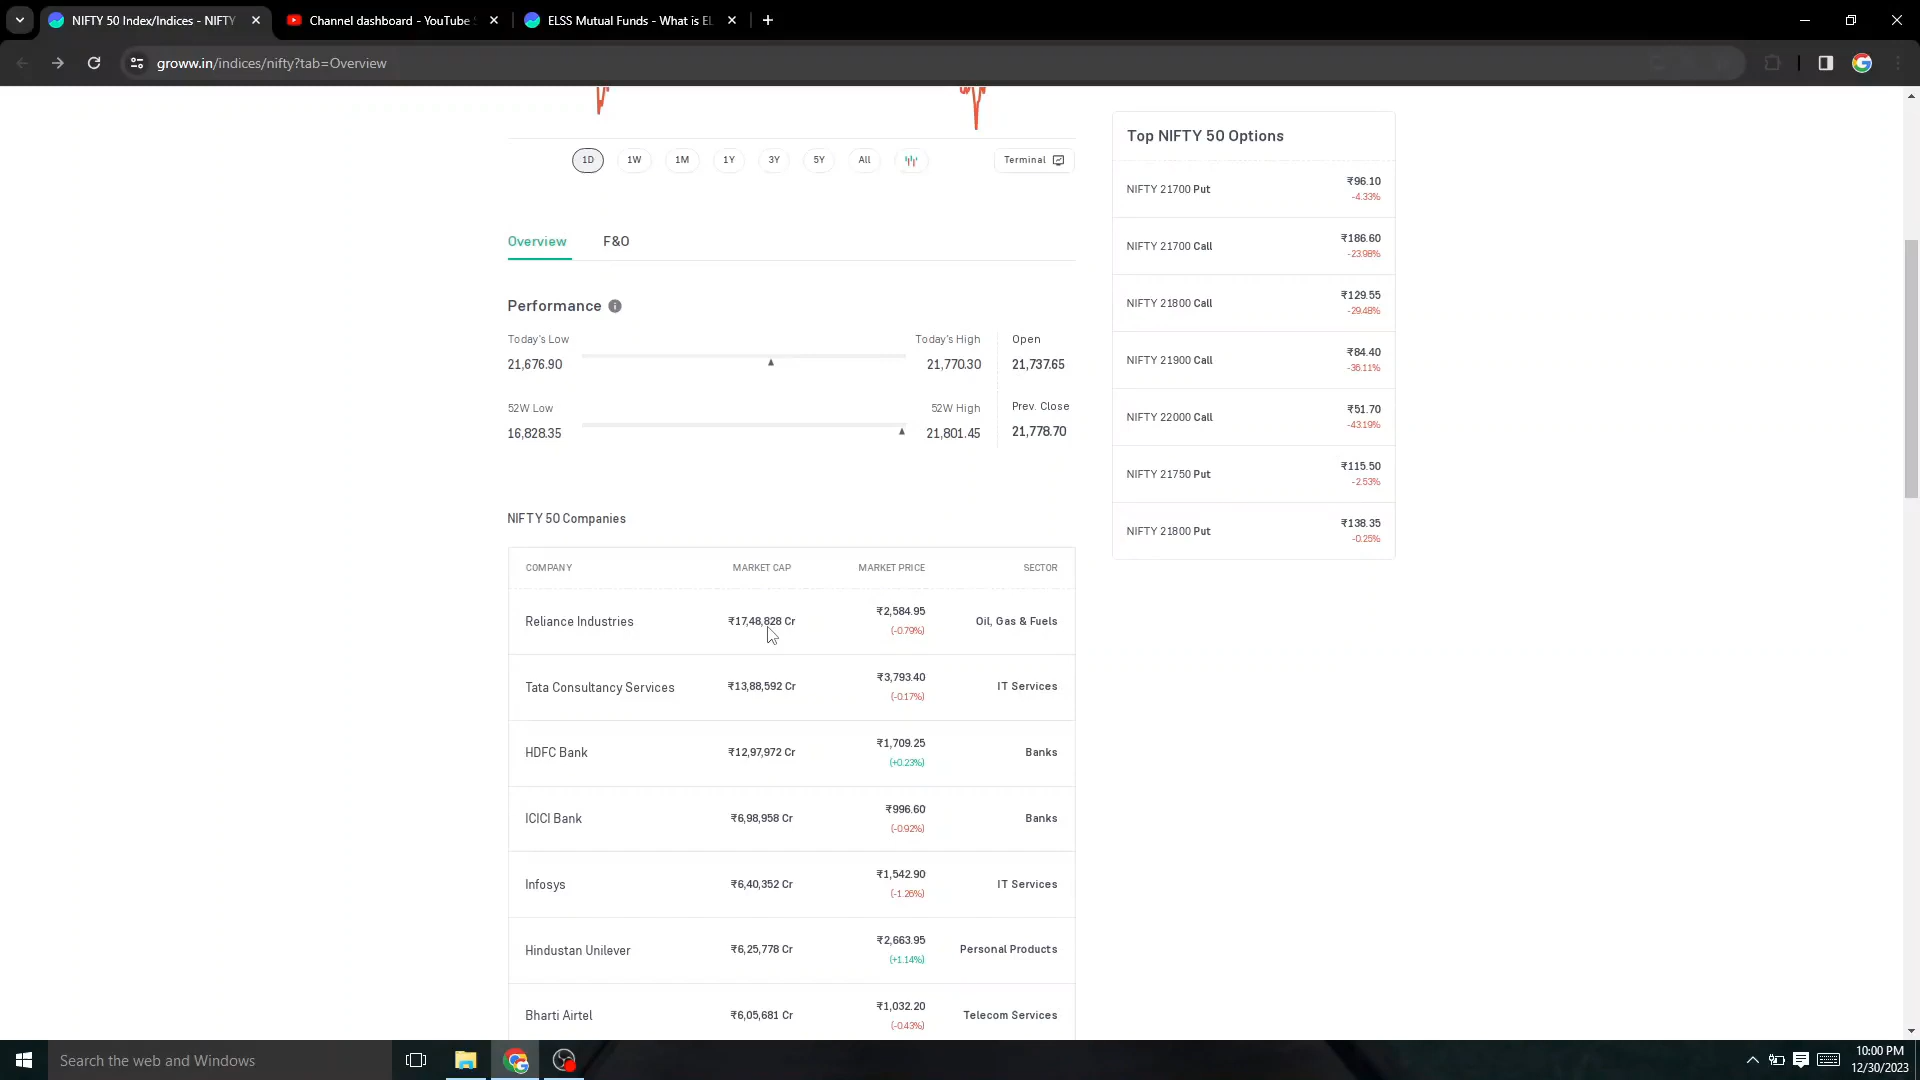 NIFTY 50 Index/Indices - NIFTY
Channel dashboard - YouTube
ELSS Mutual Funds - What is EL
groww.in/indices/nifty?tab=Overview
1D 1W 1M 1Y 3Y 5Y All
Terminal
Overview F&O
Performance
Today's Low Today's High Open
21,676.90 21,770.30 21,737.65
52W Low 52W High Prev. Close
16,828.35 21,801.45 21,778.70
NIFTY 50 Companies
COMPANY MARKET CAP MARKET PRICE SECTOR
Reliance Industries ₹17,48,828 Cr ₹2,584.95 Oil, Gas & Fuels
(-0.79%)
Tata Consultancy Services ₹13,88,592 Cr ₹3,793.40 IT Services
(-0.17%)
HDFC Bank ₹12,97,972 Cr ₹1,709.25 Banks
(+0.23%)
ICICI Bank ₹6,98,958 Cr ₹996.60 Banks
(-0.92%)
Infosys ₹6,40,352 Cr ₹1,542.90 IT Services
(-1.26%)
Hindustan Unilever ₹6,25,778 Cr ₹2,663.95 Personal Products
(+1.14%)
Bharti Airtel ₹6,05,681 Cr ₹1,032.20 Telecom Services
(-0.43%)
Top NIFTY 50 Options
NIFTY 21700 Put ₹96.10
-4.33%
NIFTY 21700 Call ₹186.60
-23.98%
NIFTY 21800 Call ₹129.55
-29.48%
NIFTY 21900 Call ₹84.40
-36.11%
NIFTY 22000 Call ₹51.70
-43.19%
NIFTY 21750 Put ₹115.50
-2.53%
NIFTY 21800 Put ₹138.35
-0.25%
Search the web and Windows
10:00 PM
12/30/2023